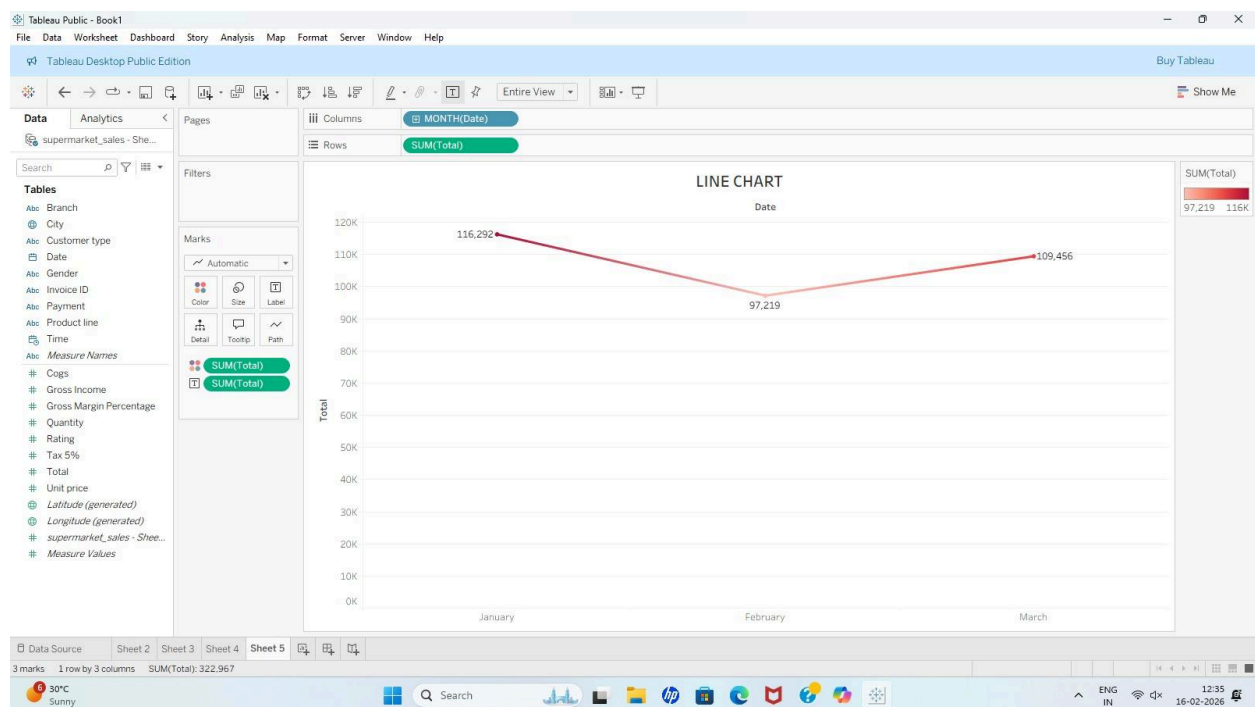 Tableau Public - Book1
File Data Worksheet Dashboard Story Analysis Map Format Server Window Help
Tableau Desktop Public Edition
Buy Tableau
Entire View
Show Me
Data Analytics
supermarket_sales - She...
Search
Tables
Abc Branch
City
Abc Customer type
Date
Abc Gender
Abc Invoice ID
Abc Payment
Abc Product line
Time
Abc Measure Names
# Cogs
# Gross Income
# Gross Margin Percentage
# Quantity
# Rating
# Tax 5%
# Total
# Unit price
Latitude (generated)
Longitude (generated)
# supermarket_sales - Shee...
# Measure Values
Pages
Filters
Marks
Automatic
Color Size Label
Detail Tooltip Path
SUM(Total)
T SUM(Total)
iii Columns MONTH(Date)
Rows SUM(Total)
LINE CHART
Date
120K
110K
100K
90K
80K
70K
60K
50K
40K
30K
20K
10K
0K
Total
116,292
97,219
109,456
January February March
SUM(Total)
97,219 116K
Data Source Sheet 2 Sheet 3 Sheet 4 Sheet 5
3 marks 1 row by 3 columns SUM(Total): 322,967
6
30°C
Sunny
Search
hp
ENG
IN
12:35
16-02-2026